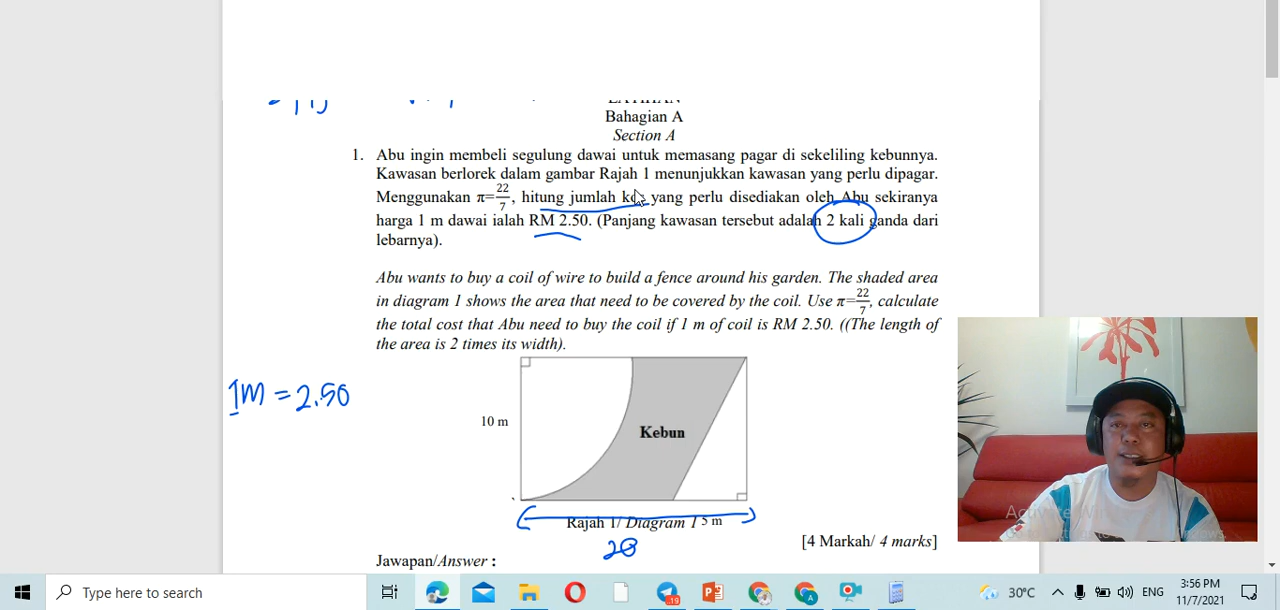 Bahagian A
Section A
1. Abu ingin membeli segulung dawai untuk memasang pagar di sekeliling kebunnya.
Kawasan berlorek dalam gambar Rajah 1 menunjukkan kawasan yang perlu dipagar.
Menggunakan π=22/7, hitung jumlah kos yang perlu disediakan oleh Abu sekiranya
harga 1 m dawai ialah RM 2.50. (Panjang kawasan tersebut adalah 2 kali ganda dari
lebarnya).
Abu wants to buy a coil of wire to build a fence around his garden. The shaded area
in diagram 1 shows the area that need to be covered by the coil. Use π=22/7, calculate
the total cost that Abu need to buy the coil if 1 m of coil is RM 2.50. ((The length of
the area is 2 times its width).
1m = 2.50
10 m
Kebun
Rajah 1/ Diagram 1 5 m
20
[4 Markah/ 4 marks]
Jawapan/Answer :
Type here to search
19
30°C
ENG
3:56 PM
11/7/2021